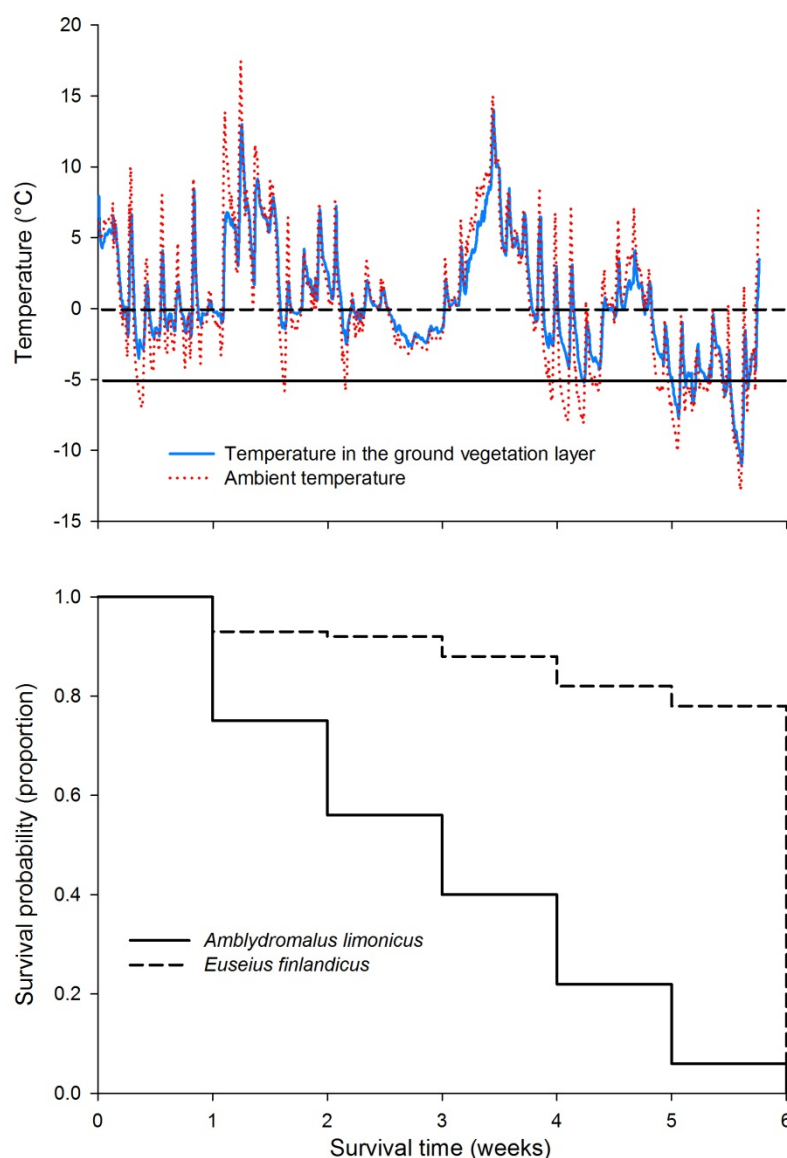 20
15
10
5
0
-5
-10
-15
Temperature (°C)
Temperature in the ground vegetation layer
Ambient temperature
1.0
0.8
0.6
0.4
0.2
0.0
Survival probability (proportion)
Amblydromalus limonicus
Euseius finlandicus
0 1 2 3 4 5 6
Survival time (weeks)